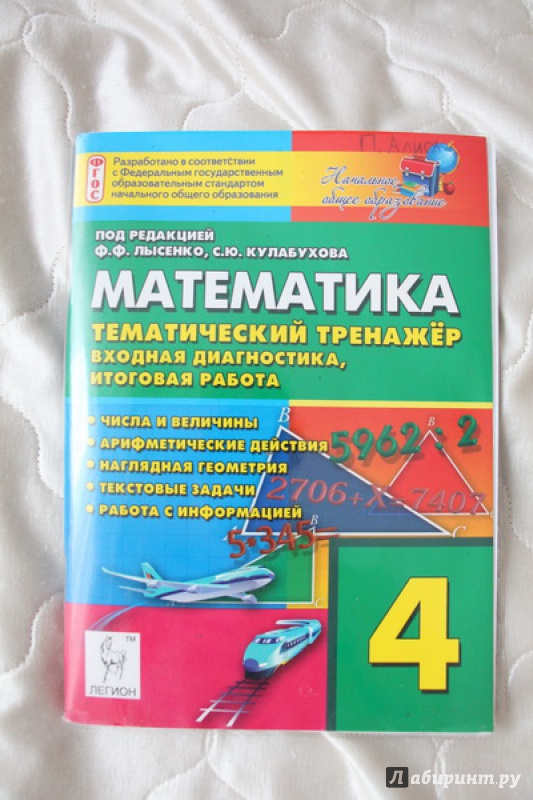 П. Алиса
ФГОС
Разработано в соответствии
с Федеральным государственным
образовательным стандартом
начального общего образования
Начальное
общее образование
ПОД РЕДАКЦИЕЙ
Ф.Ф. ЛЫСЕНКО, С.Ю. КУЛАБУХОВА
МАТЕМАТИКА
ТЕМАТИЧЕСКИЙ ТРЕНАЖЁР
ВХОДНАЯ ДИАГНОСТИКА,
ИТОГОВАЯ РАБОТА
• ЧИСЛА И ВЕЛИЧИНЫ
• АРИФМЕТИЧЕСКИЕ ДЕЙСТВИЯ
• НАГЛЯДНАЯ ГЕОМЕТРИЯ
• ТЕКСТОВЫЕ ЗАДАЧИ
• РАБОТА С ИНФОРМАЦИЕЙ
B
5962 : 2
2706+X=7407
B
C
5•345=
C
4
TM
ЛЕГИОН
Лабиринт.ру